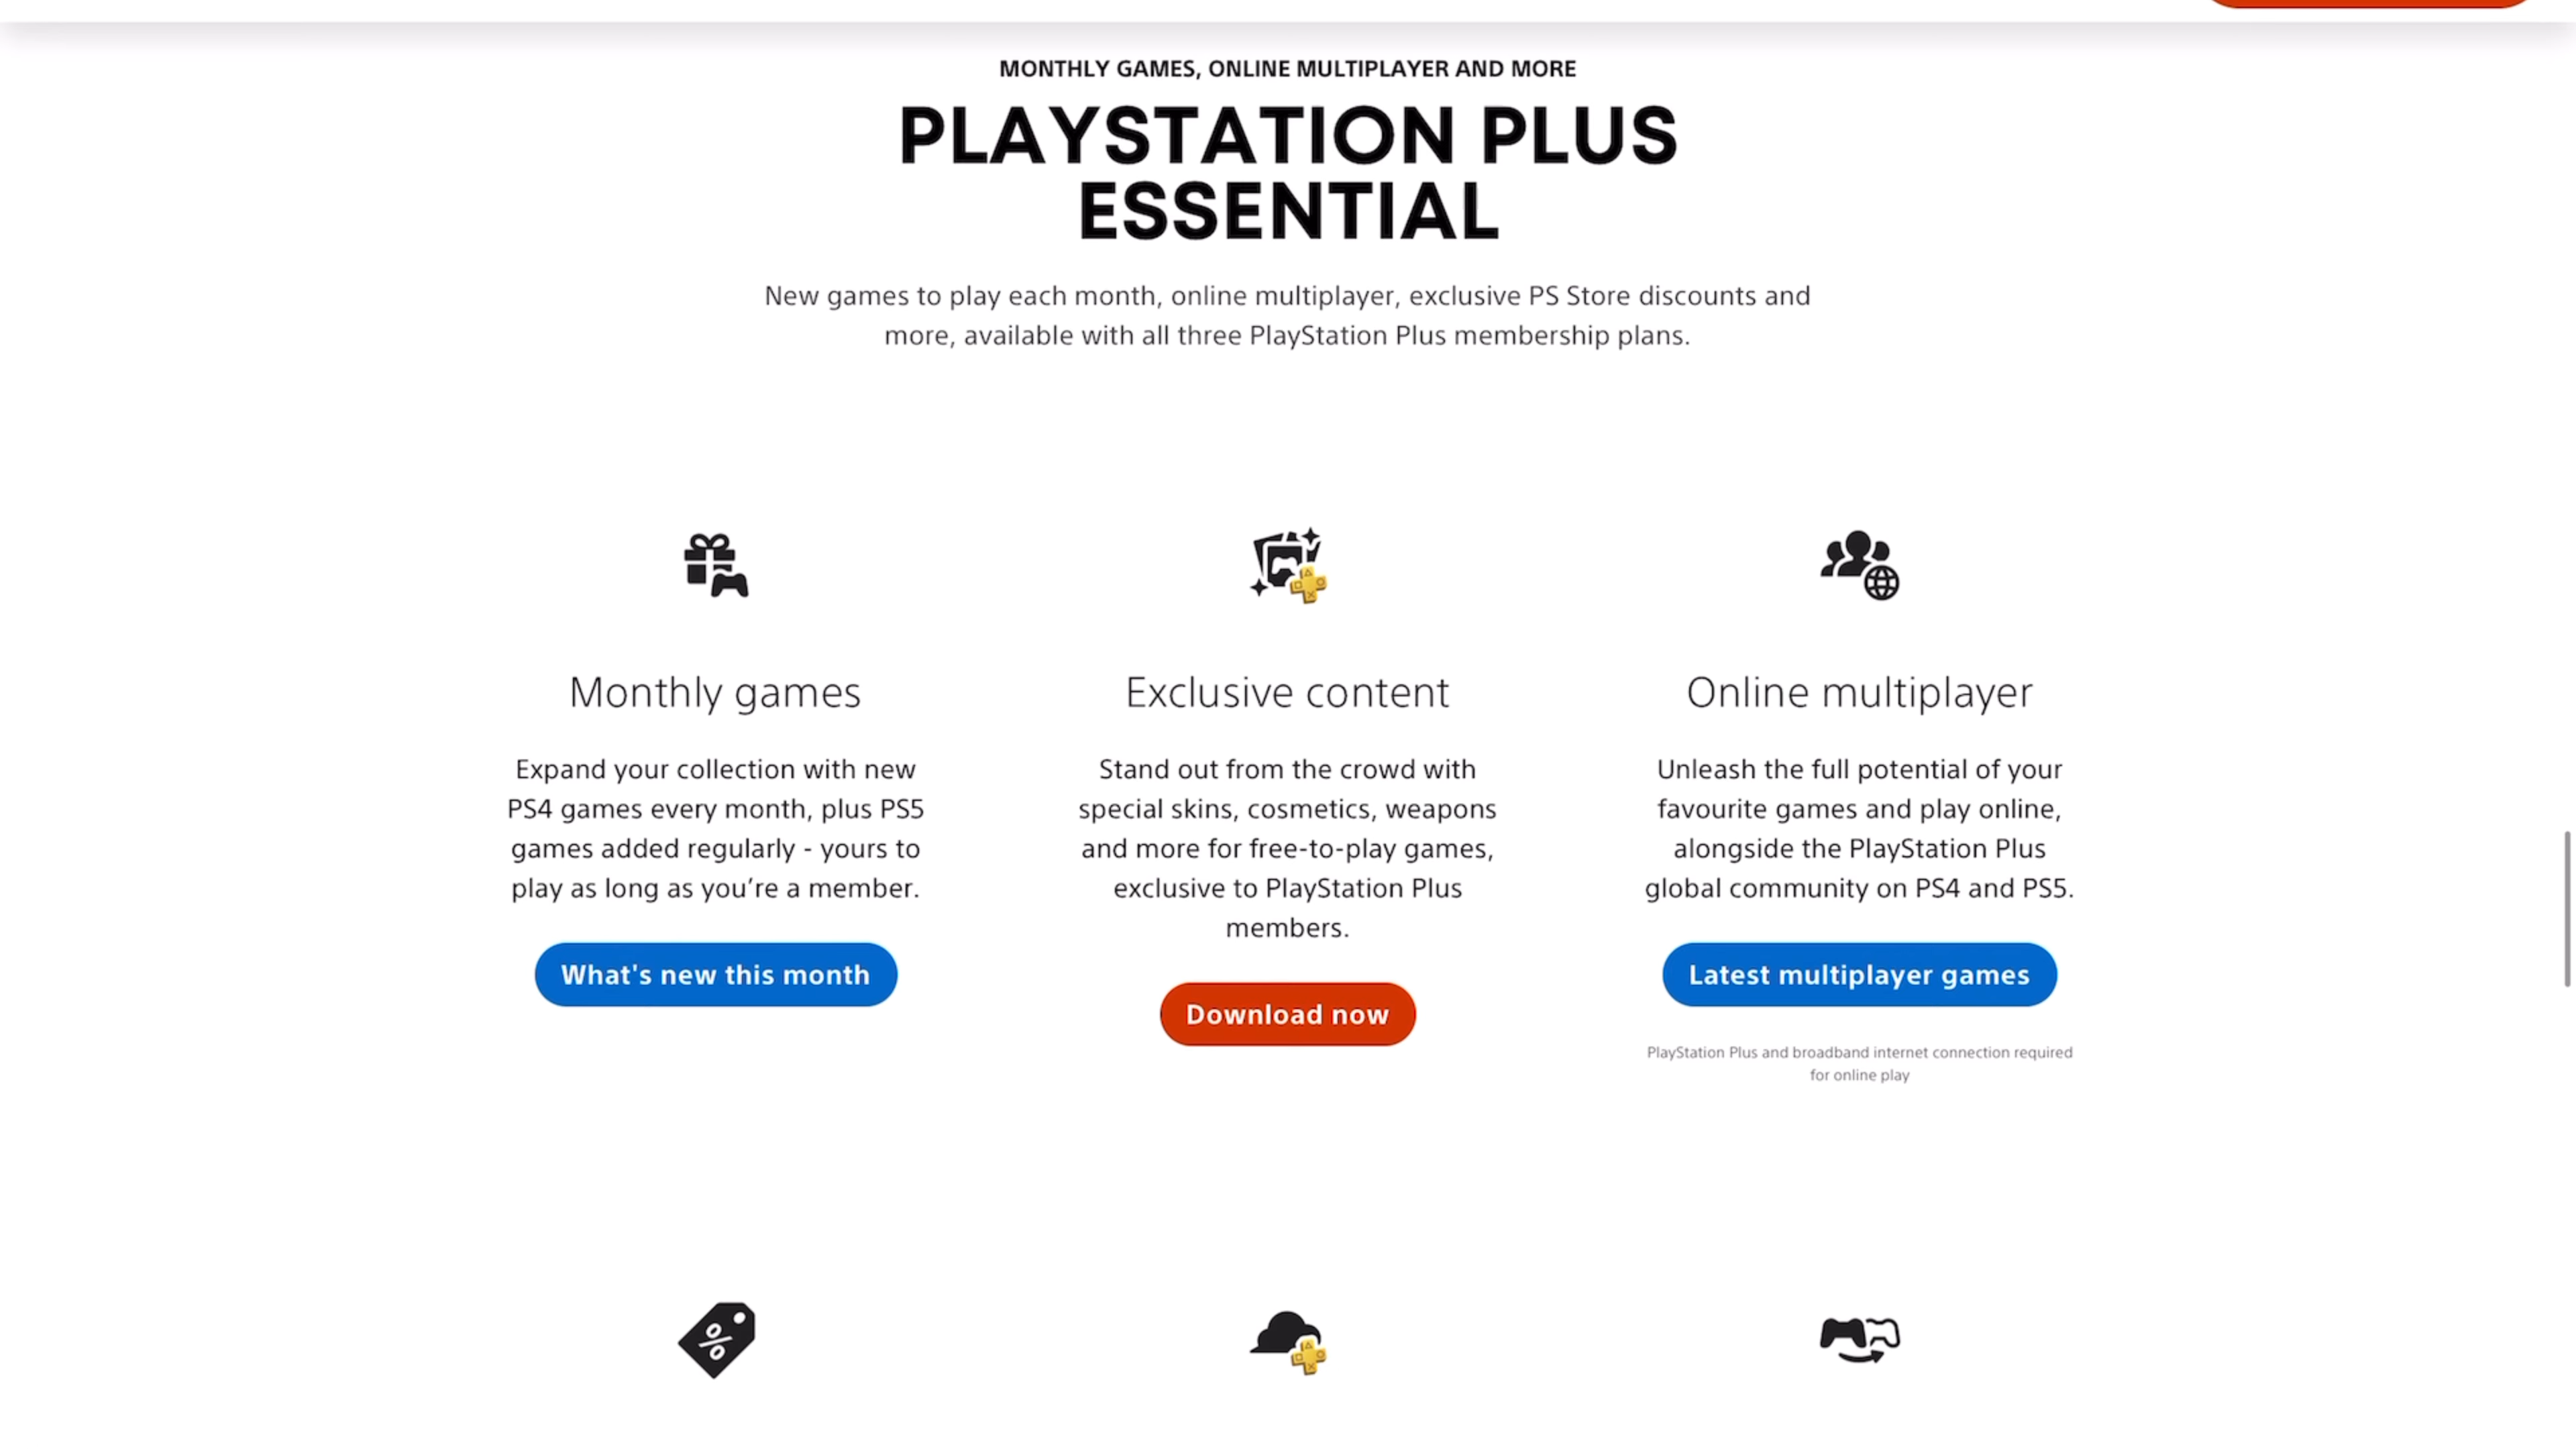 MONTHLY GAMES, ONLINE MULTIPLAYER AND MORE
PLAYSTATION PLUS
ESSENTIAL
New games to play each month, online multiplayer, exclusive PS Store discounts and
more, available with all three PlayStation Plus membership plans.
Monthly games
Expand your collection with new
PS4 games every month, plus PS5
games added regularly - yours to
play as long as you’re a member.
What's new this month
Exclusive content
Stand out from the crowd with
special skins, cosmetics, weapons
and more for free-to-play games,
exclusive to PlayStation Plus
members.
Download now
Online multiplayer
Unleash the full potential of your
favourite games and play online,
alongside the PlayStation Plus
global community on PS4 and PS5.
Latest multiplayer games
PlayStation Plus and broadband internet connection required
for online play
%